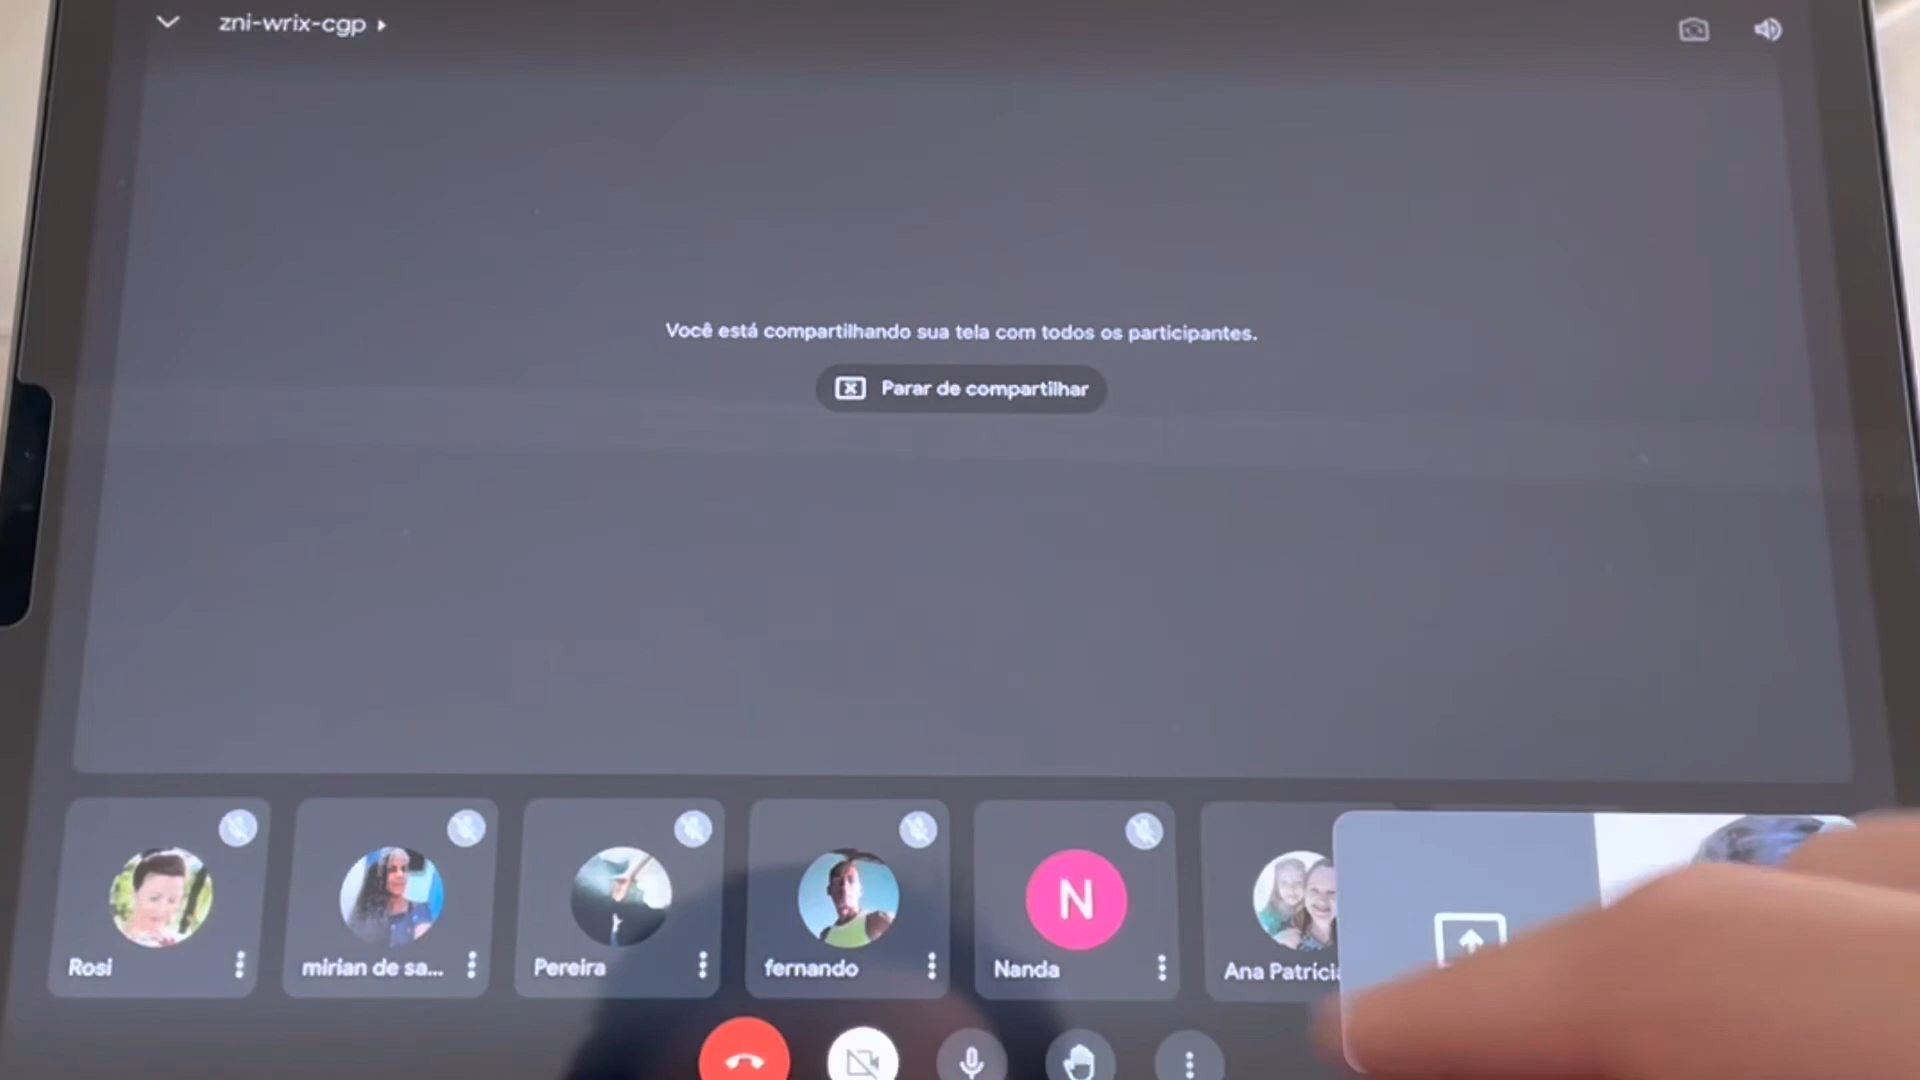 zni-wrix-cgp
Você está compartilhando sua tela com todos os participantes.
Parar de compartilhar
Rosi
mirian de sa...
Pereira
fernando
N
Nanda
Ana Patrícia